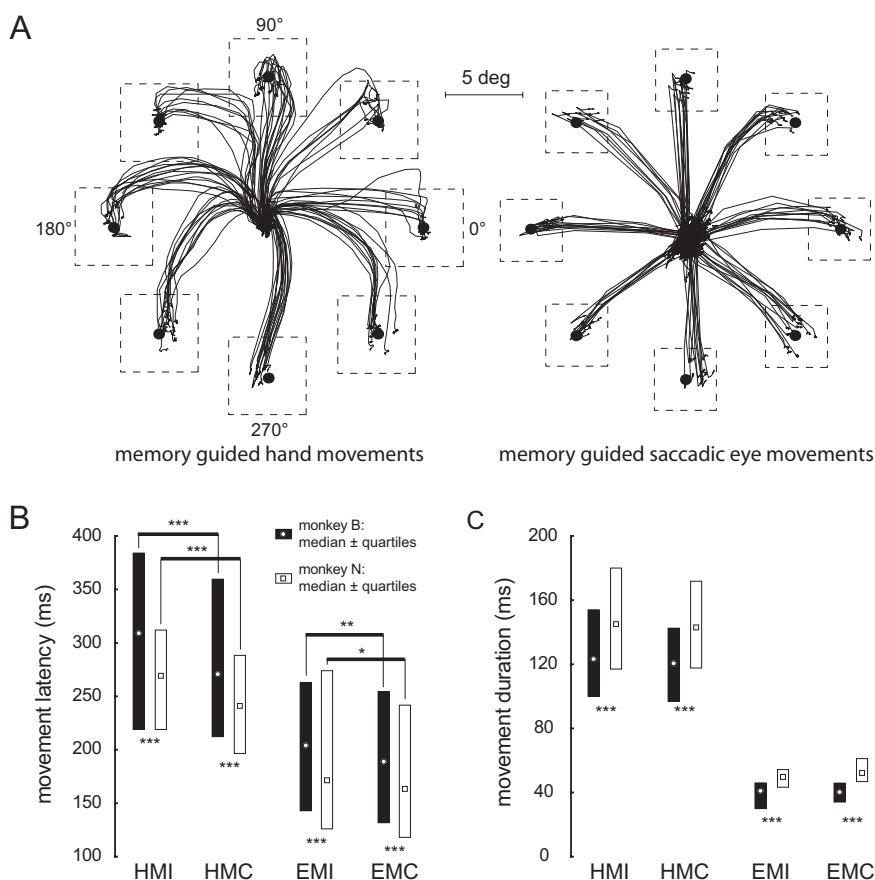 A
90°
5 deg
180°
0°
270°
memory guided hand movements
memory guided saccadic eye movements
B
movement latency (ms)
400
350
300
250
200
150
100
***
***
**
*
***
***
***
***
monkey B:
median ± quartiles
monkey N:
median ± quartiles
HMI HMC EMI EMC
C
movement duration (ms)
200
160
120
80
40
0
***
***
***
***
HMI HMC EMI EMC